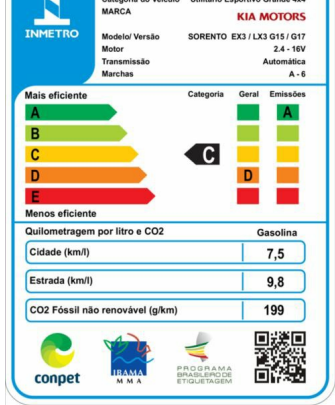 Categoria do veículo Utilitário Esportivo Grande 4x4
MARCA
KIA MOTORS
INMETRO
Modelo/ Versão SORENTO EX3 / LX3 G15 / G17
Motor 2.4 - 16V
Transmissão Automática
Marchas A - 6
Mais eficiente Categoria Geral Emissões
A A
B
C C
D D
E
Menos eficiente
Quilometragem por litro e CO2 Gasolina
Cidade (km/l) 7,5
Estrada (km/l) 9,8
CO2 Fóssil não renovável (g/km) 199
conpet
IBAMA
M M A
PROGRAMA
BRASILEIRO DE
ETIQUETAGEM